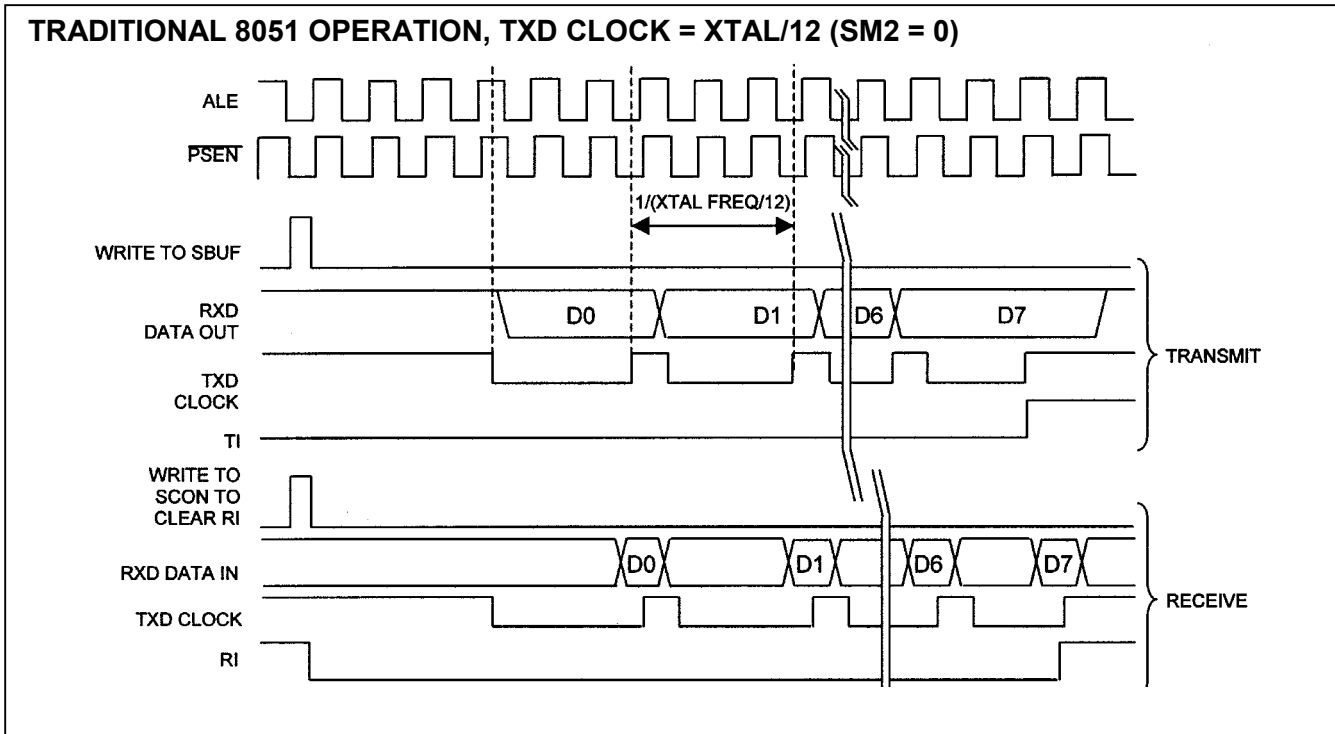 TRADITIONAL 8051 OPERATION, TXD CLOCK = XTAL/12 (SM2 = 0)
ALE
PSEN
1/(XTAL FREQ/12)
WRITE TO SBUF
RXD
DATA OUT
D0
D1
D6
D7
TXD
CLOCK
TRANSMIT
TI
WRITE TO
SCON TO
CLEAR RI
RXD DATA IN
D0
D1
D6
D7
TXD CLOCK
RECEIVE
RI